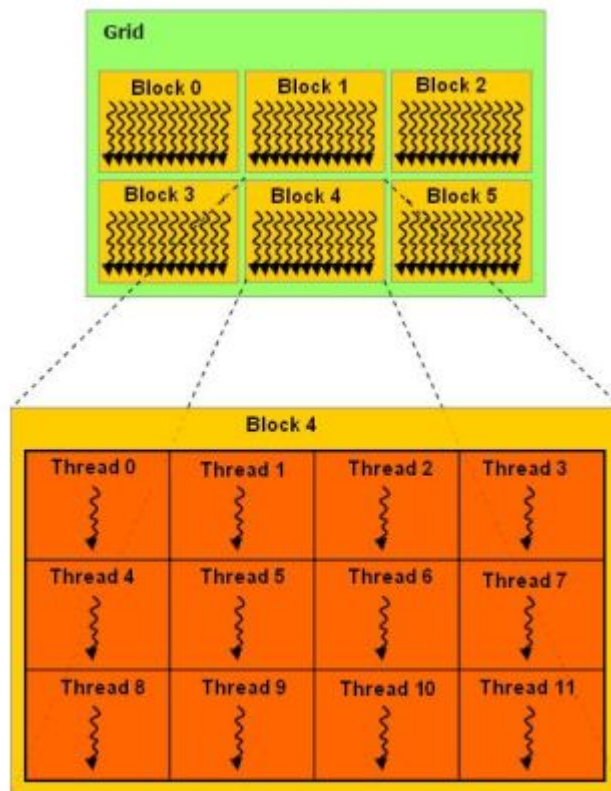 Grid
Block 0 Block 1 Block 2
Block 3 Block 4 Block 5
Block 4
Thread 0 Thread 1 Thread 2 Thread 3
Thread 4 Thread 5 Thread 6 Thread 7
Thread 8 Thread 9 Thread 10 Thread 11